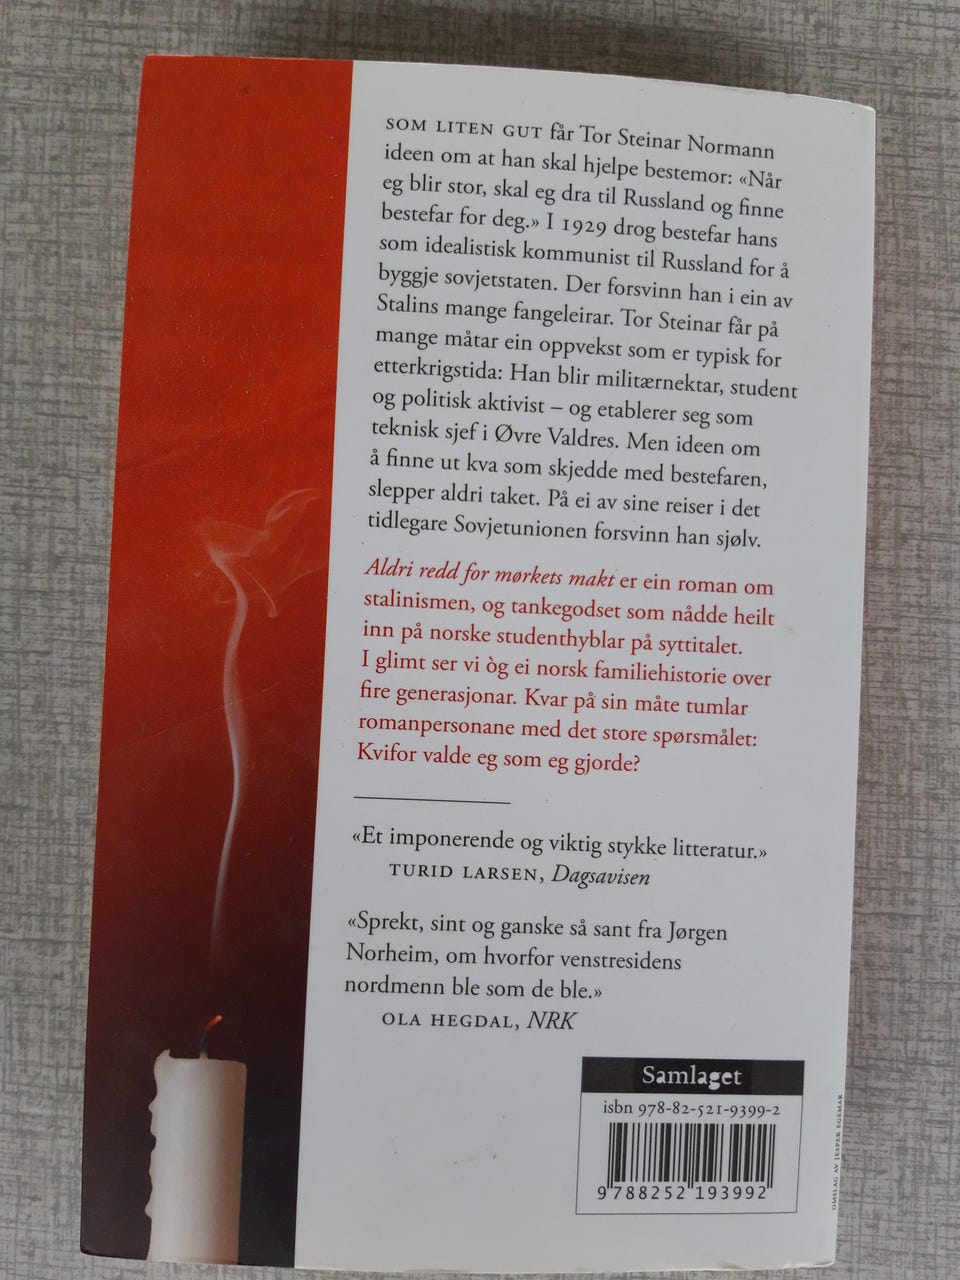 SOM LITEN GUT får Tor Steinar Normann
ideen om at han skal hjelpe bestemor: «Når
eg blir stor, skal eg dra til Russland og finne
bestefar for deg.» I 1929 drog bestefar hans
som idealistisk kommunist til Russland for å
byggje sovjetstaten. Der forsvinn han i ein av
Stalins mange fangeleirar. Tor Steinar får på
mange måtar ein oppvekst som er typisk for
etterkrigstida: Han blir militærnektar, student
og politisk aktivist – og etablerer seg som
teknisk sjef i Øvre Valdres. Men ideen om
å finne ut kva som skjedde med bestefaren,
slepper aldri taket. På ei av sine reiser i det
tidlegare Sovjetunionen forsvinn han sjølv.
Aldri redd for mørkets makt er ein roman om
stalinismen, og tankegodset som nådde heilt
inn på norske studenthyblar på syttitalet.
I glimt ser vi òg ei norsk familiehistorie over
fire generasjonar. Kvar på sin måte tumlar
romanpersonane med det store spørsmålet:
Kvifor valde eg som eg gjorde?
«Et imponerende og viktig stykke litteratur.»
TURID LARSEN, Dagsavisen
«Sprekt, sint og ganske så sant fra Jørgen
Norheim, om hvorfor venstresidens
nordmenn ble som de ble.»
OLA HEGDAL, NRK
Samlaget
isbn 978-82-521-9399-2
9 788252 193992
OMSLAG AV JESPER EGEMAR